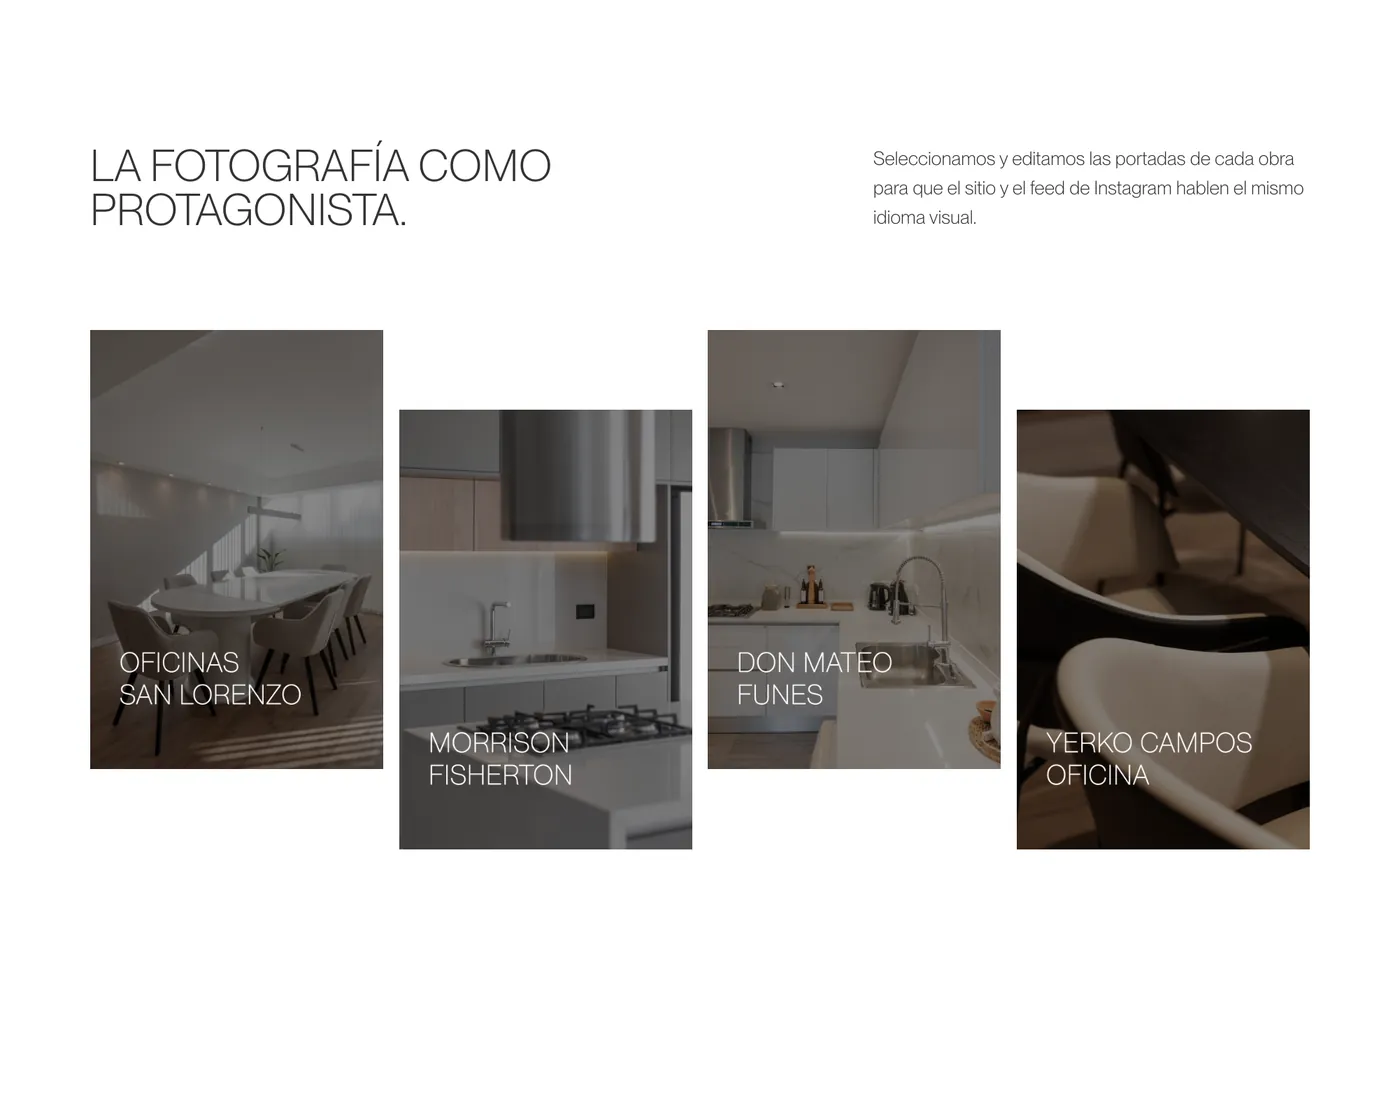 LA FOTOGRAFÍA COMO
PROTAGONISTA.
Seleccionamos y editamos las portadas de cada obra
para que el sitio y el feed de Instagram hablen el mismo
idioma visual.
OFICINAS
SAN LORENZO
MORRISON
FISHERTON
DON MATEO
FUNES
YERKO CAMPOS
OFICINA